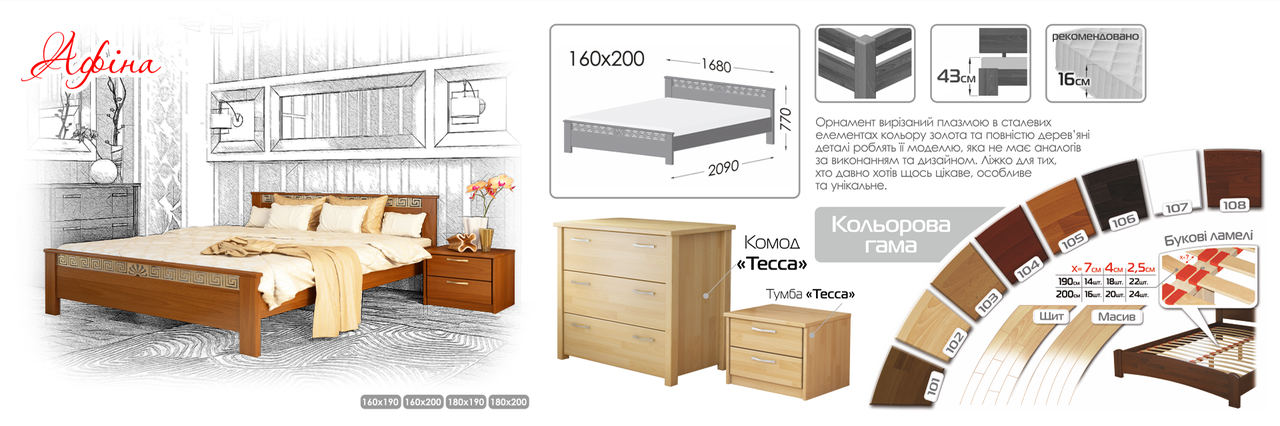 Афіна
160x190 160x200 180x190 180x200
160x200
1680
770
2090
43см
рекомендовано
16см
Орнамент вирізаний плазмою в сталевих
елементах кольору золота та повністю дерев'яні
деталі роблять її моделлю, яка не має аналогів
за виконанням та дизайном. Ліжко для тих,
хто давно хотів щось цікаве, особливе
та унікальне.
Комод
«Тесса»
Тумба «Тесса»
Кольорова
гама
101
102
103
104
105
106
107
108
Букові ламелі
x=?
X= 7см 4см 2,5см
190см 14шт. 18шт. 22шт.
200см 16шт. 20шт. 24шт.
Щит
Масив